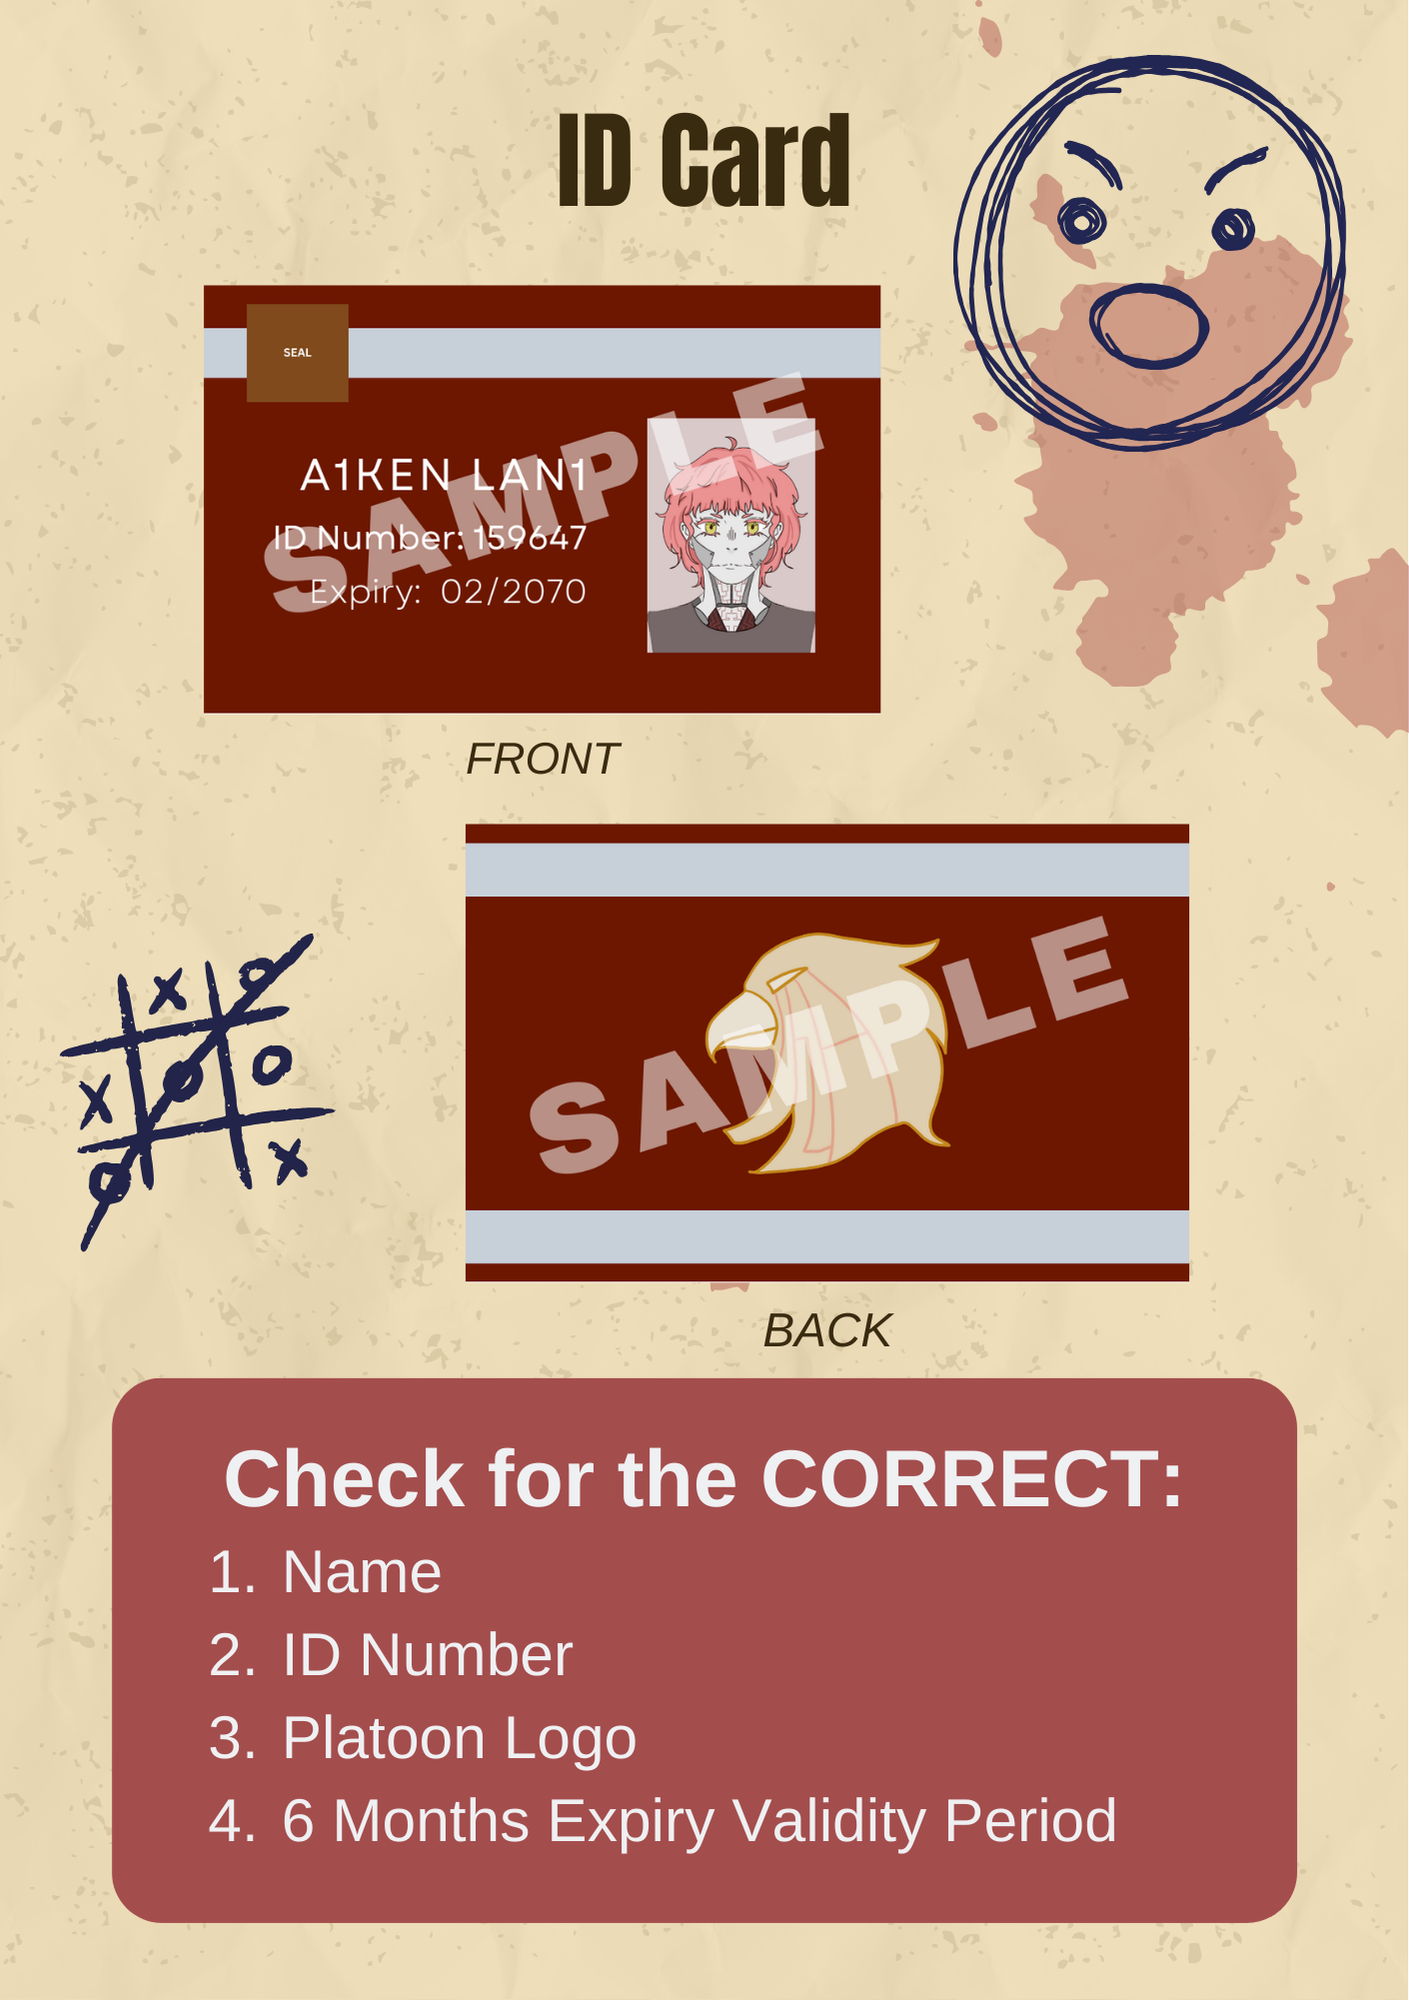 ID Card
SEAL
SAMPLE
A1KEN LAN1
ID Number: 159647
Expiry: 02/2070
FRONT
SAMPLE
BACK
Check for the CORRECT:
1. Name
2. ID Number
3. Platoon Logo
4. 6 Months Expiry Validity Period